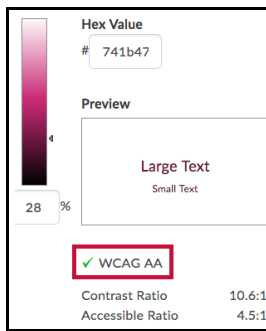 Hex Value
# 741b47
Preview
Large Text
Small Text
28 %
✓ WCAG AA
Contrast Ratio 10.6:1
Accessible Ratio 4.5:1